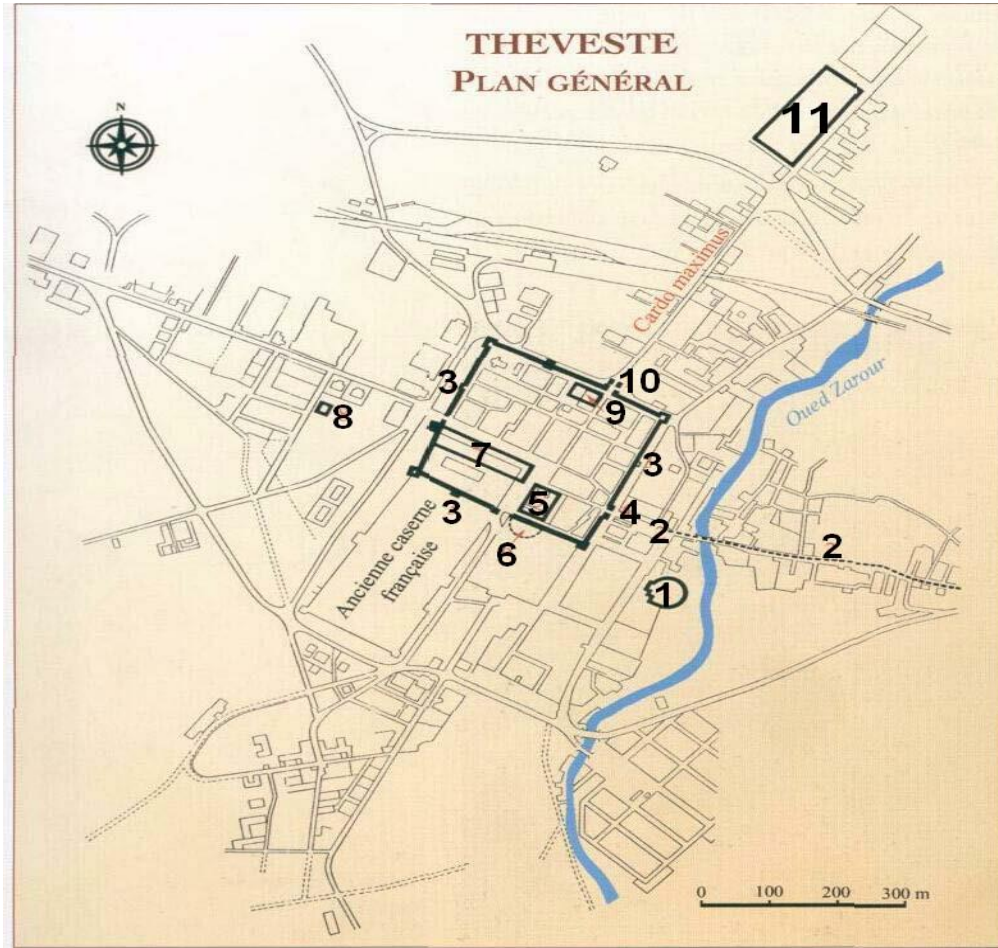 THEVESTE
PLAN GÉNÉRAL
N
11
Cardo maximus
Oued Zarour
3
10
9
8
7
3
5
4
3
2
2
6
Ancienne caserne
française
1
0 100 200 300 m